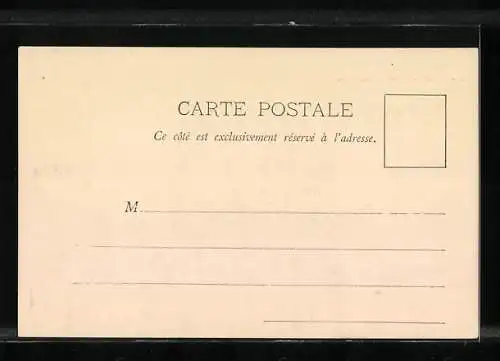 CARTE POSTALE
Ce côté est exclusivement réservé à l'adresse.
M